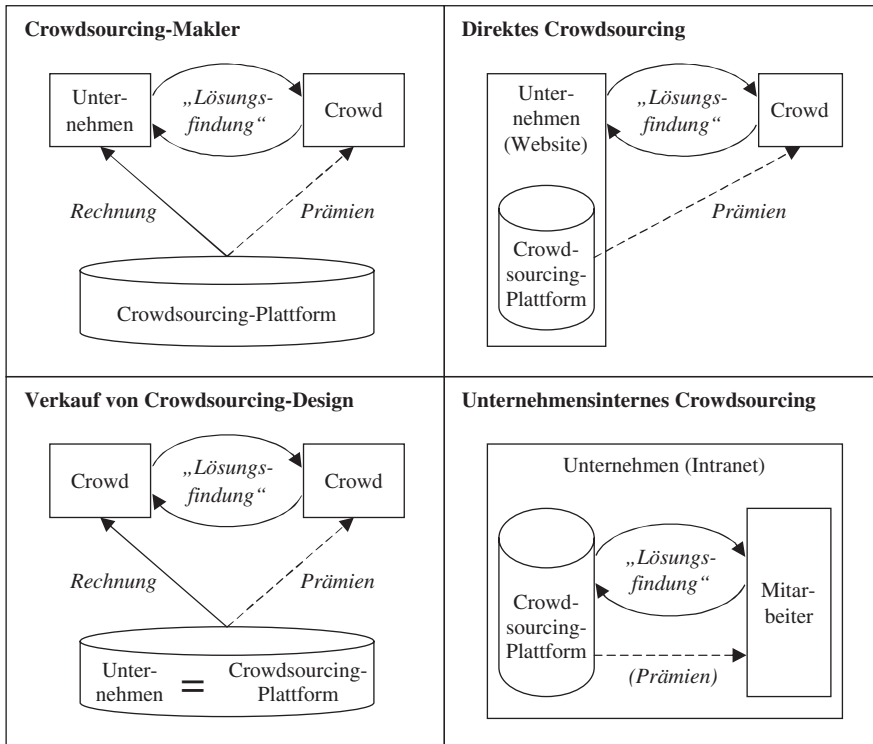 Crowdsourcing-Makler
Unter-
nehmen
„Lösungs-
findung“
Crowd
Rechnung
Prämien
Crowdsourcing-Plattform
Direktes Crowdsourcing
Unter-
nehmen
(Website)
„Lösungs-
findung“
Crowd
Prämien
Crowd-
sourcing-
Plattform
Verkauf von Crowdsourcing-Design
Crowd
„Lösungs-
findung“
Crowd
Rechnung
Prämien
Unter-
nehmen
=
Crowdsourcing-
Plattform
Unternehmensinternes Crowdsourcing
Unternehmen (Intranet)
Crowd-
sourcing-
Plattform
„Lösungs-
findung“
Mitar-
beiter
(Prämien)